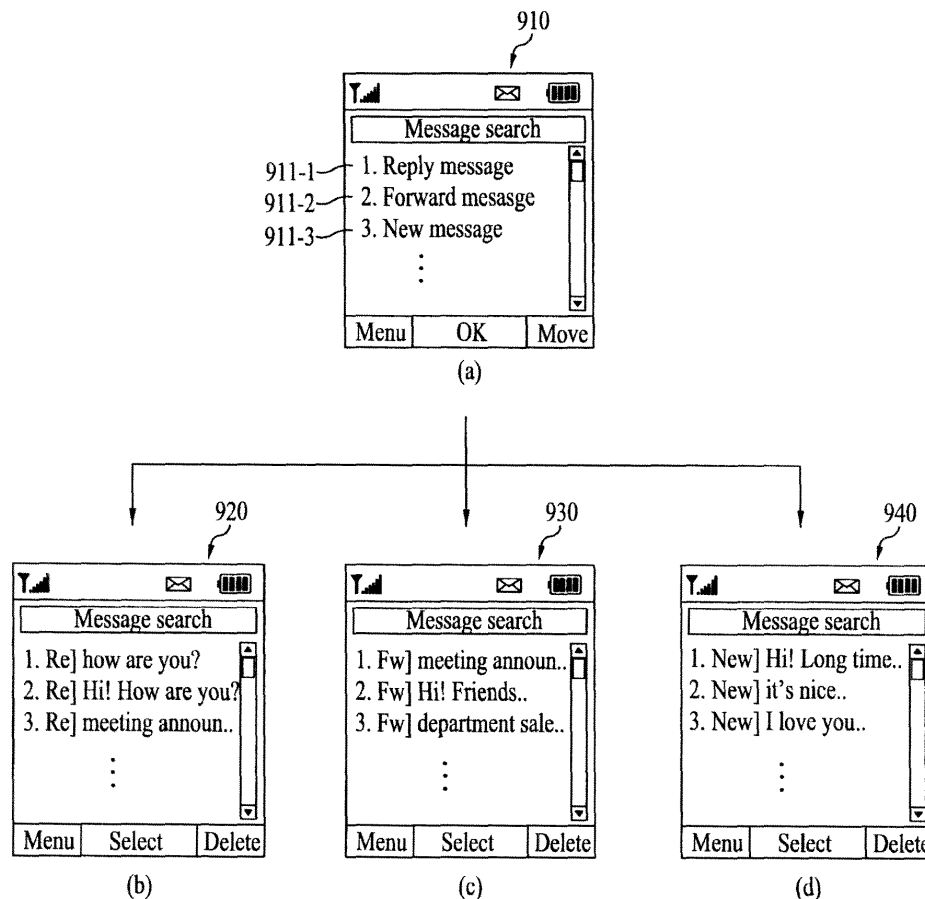 910
Message search
911-1 1. Reply message
911-2 2. Forward mesasge
911-3 3. New message
Menu OK Move
(a)
920
Message search
1. Re] how are you?
2. Re] Hi! How are you?
3. Re] meeting announ..
Menu Select Delete
(b)
930
Message search
1. Fw] meeting announ..
2. Fw] Hi! Friends..
3. Fw] department sale..
Menu Select Delete
(c)
940
Message search
1. New] Hi! Long time..
2. New] it's nice..
3. New] I love you..
Menu Select Delete
(d)